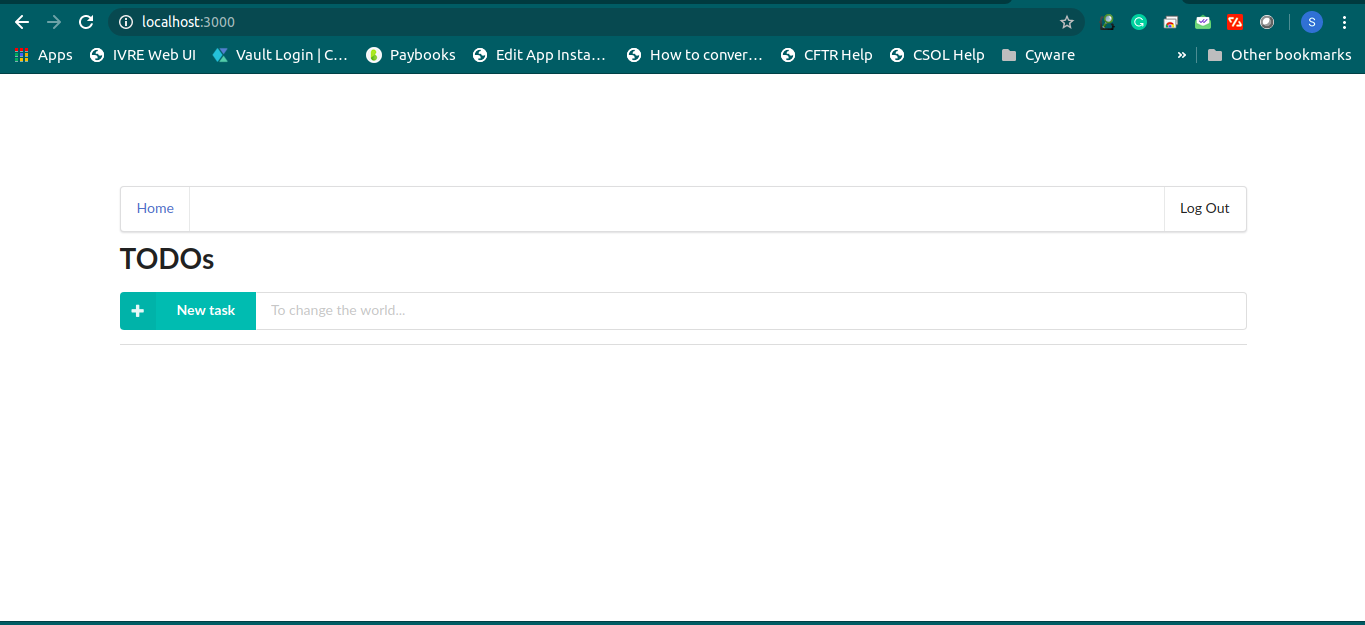 localhost:3000
S
Apps IVRE Web UI Vault Login | C... Paybooks Edit App Insta... How to conver... CFTR Help CSOL Help Cyware » Other bookmarks
Home Log Out
TODOs
New task To change the world...